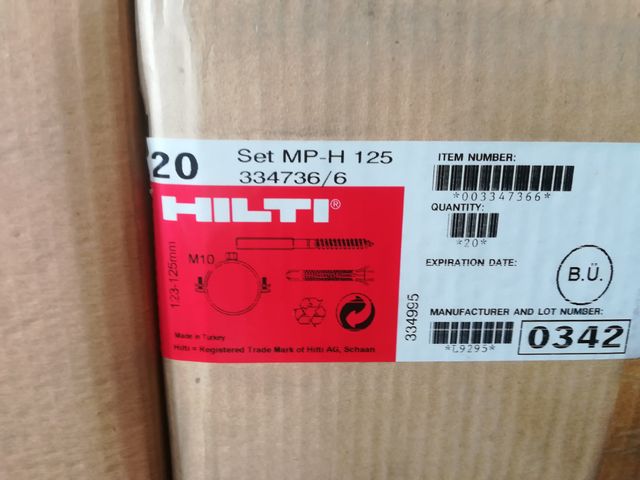 20
Set MP-H 125
334736/6
HILTI®
M10
123-125mm
Made in Turkey
Hilti = Registered Trade Mark of Hilti AG, Schaan
334995
ITEM NUMBER:
*003347366*
QUANTITY:
*20*
EXPIRATION DATE:
B.Ü.
MANUFACTURER AND LOT NUMBER:
*L9295*
0342